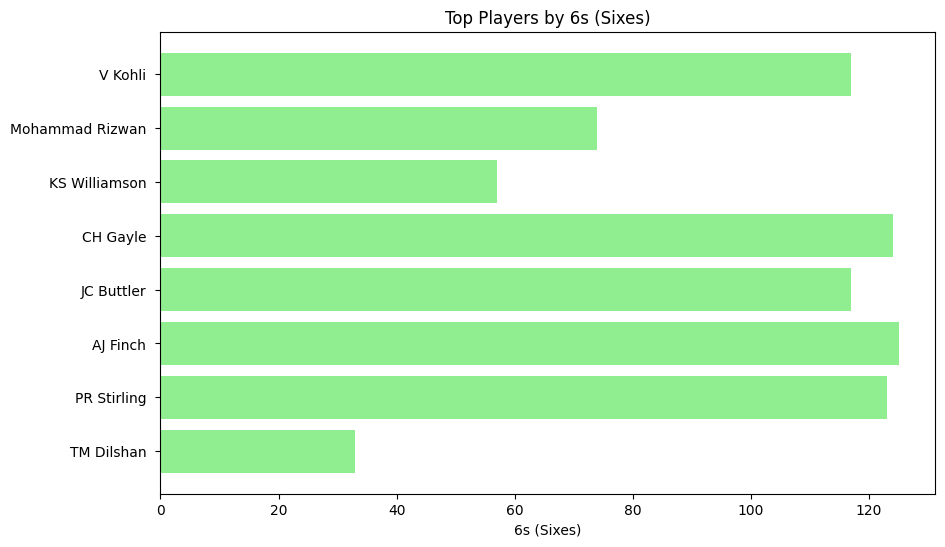 Top Players by 6s (Sixes)
V Kohli
Mohammad Rizwan
KS Williamson
CH Gayle
JC Buttler
AJ Finch
PR Stirling
TM Dilshan
0 20 40 60 80 100 120
6s (Sixes)